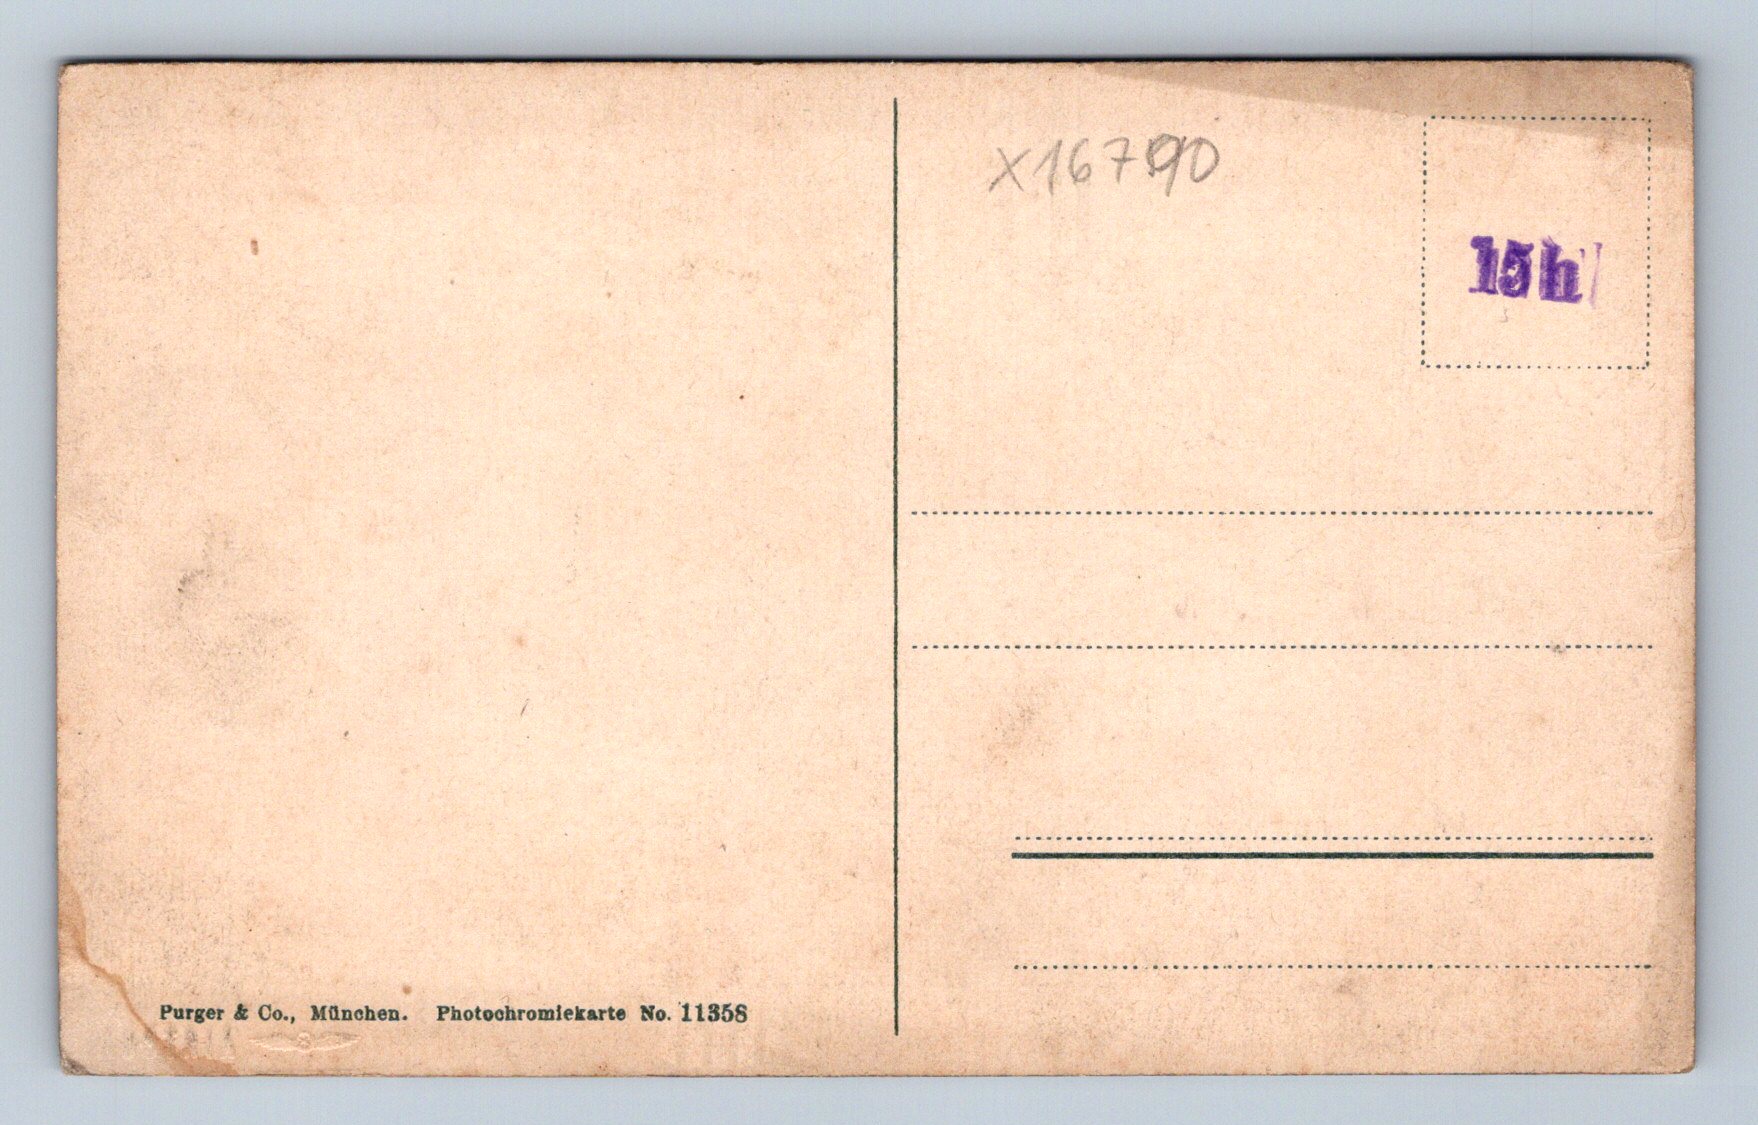 X16790
15h
Purger & Co., München. Photochromiekarte No. 11358